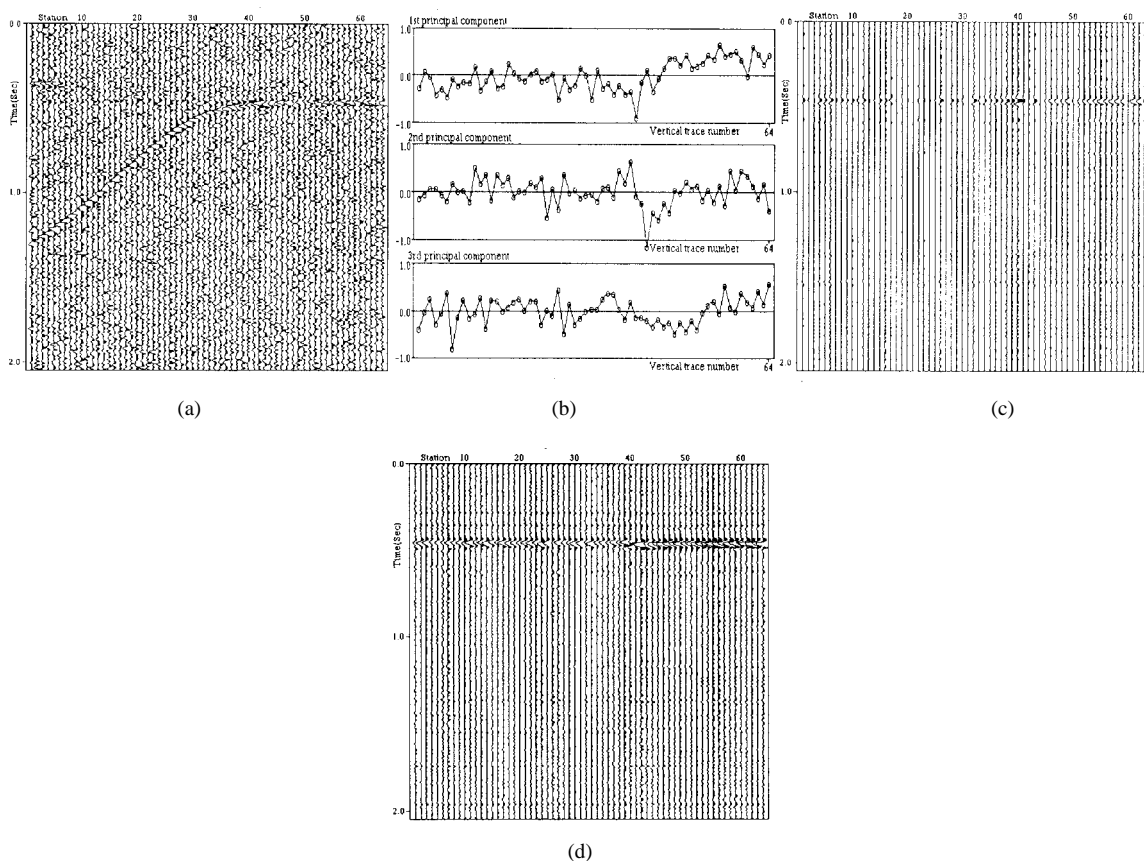 Station 10 20 30 40 50 60
0.0
Time(Sec)
1.0
2.0
(a)
1st principal component
1.0
0.0
-1.0
Vertical trace number 64
2nd principal component
1.0
0.0
-1.0
Vertical trace number 64
3rd principal component
1.0
0.0
-1.0
Vertical trace number 64
(b)
Station 10 20 30 40 50 60
0.0
Time(Sec)
1.0
2.0
(c)
Station 10 20 30 40 50 60
0.0
Time(Sec)
1.0
2.0
(d)